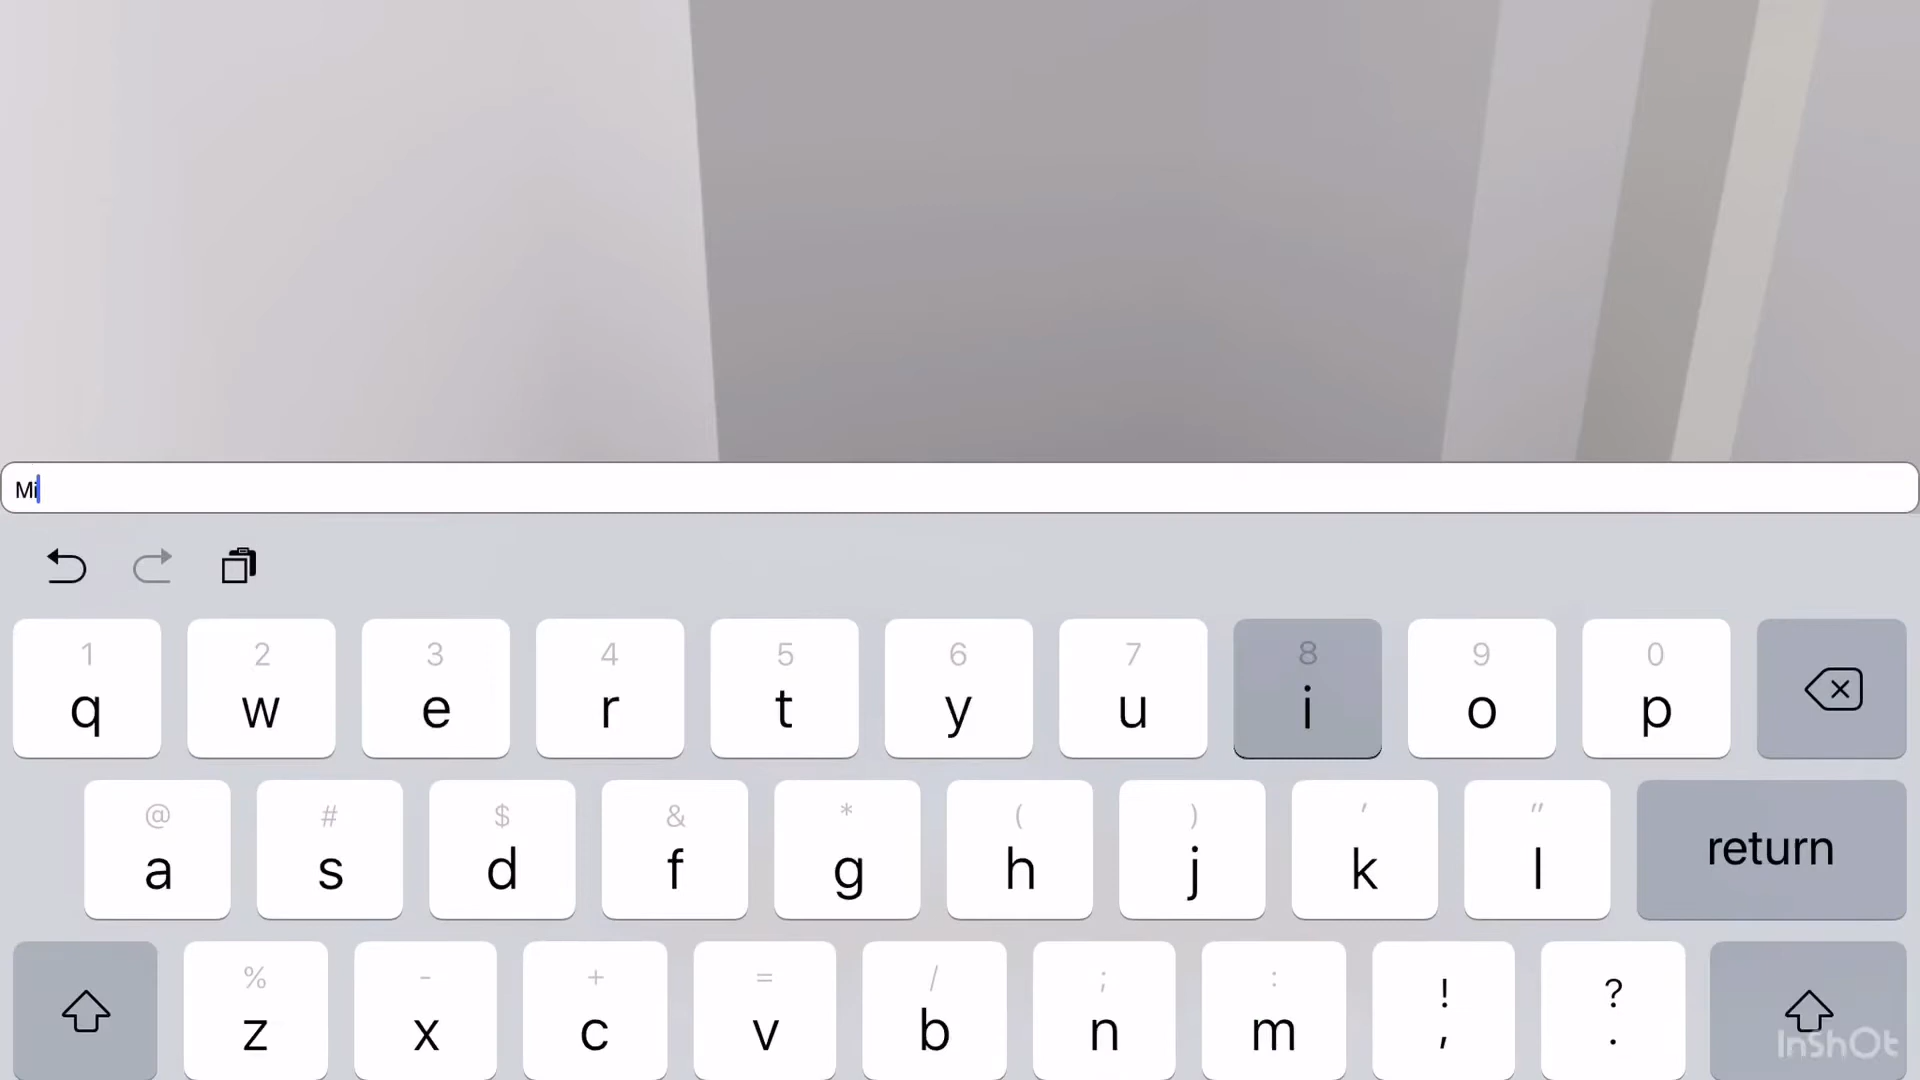 Mi
1 2 3 4 5 6 7 8 9 0
q w e r t y u i o p
@ # $ & * ( ) ' "
a s d f g h j k l return
% - + = / ; : ! ?
z x c v b n m , .
InShOt